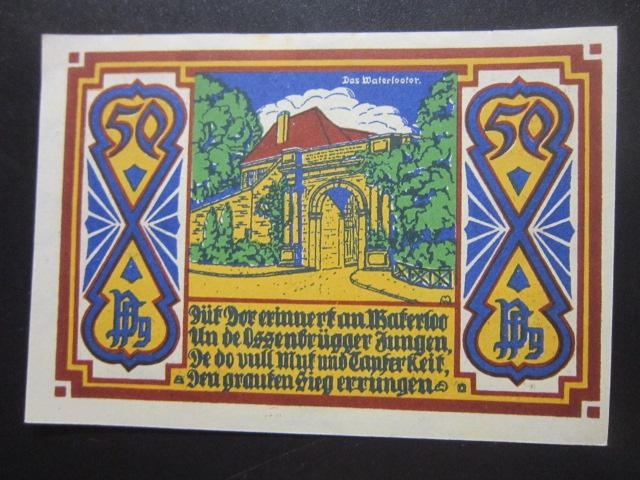 Das Waterlootor.
50
50
Pfg
Pfg
Düt Dor erinnert an Waterloo
Un de Ossenbrügger Jungen,
De do vull Mut und Tapferkeit,
Den grauten Sieg errungen